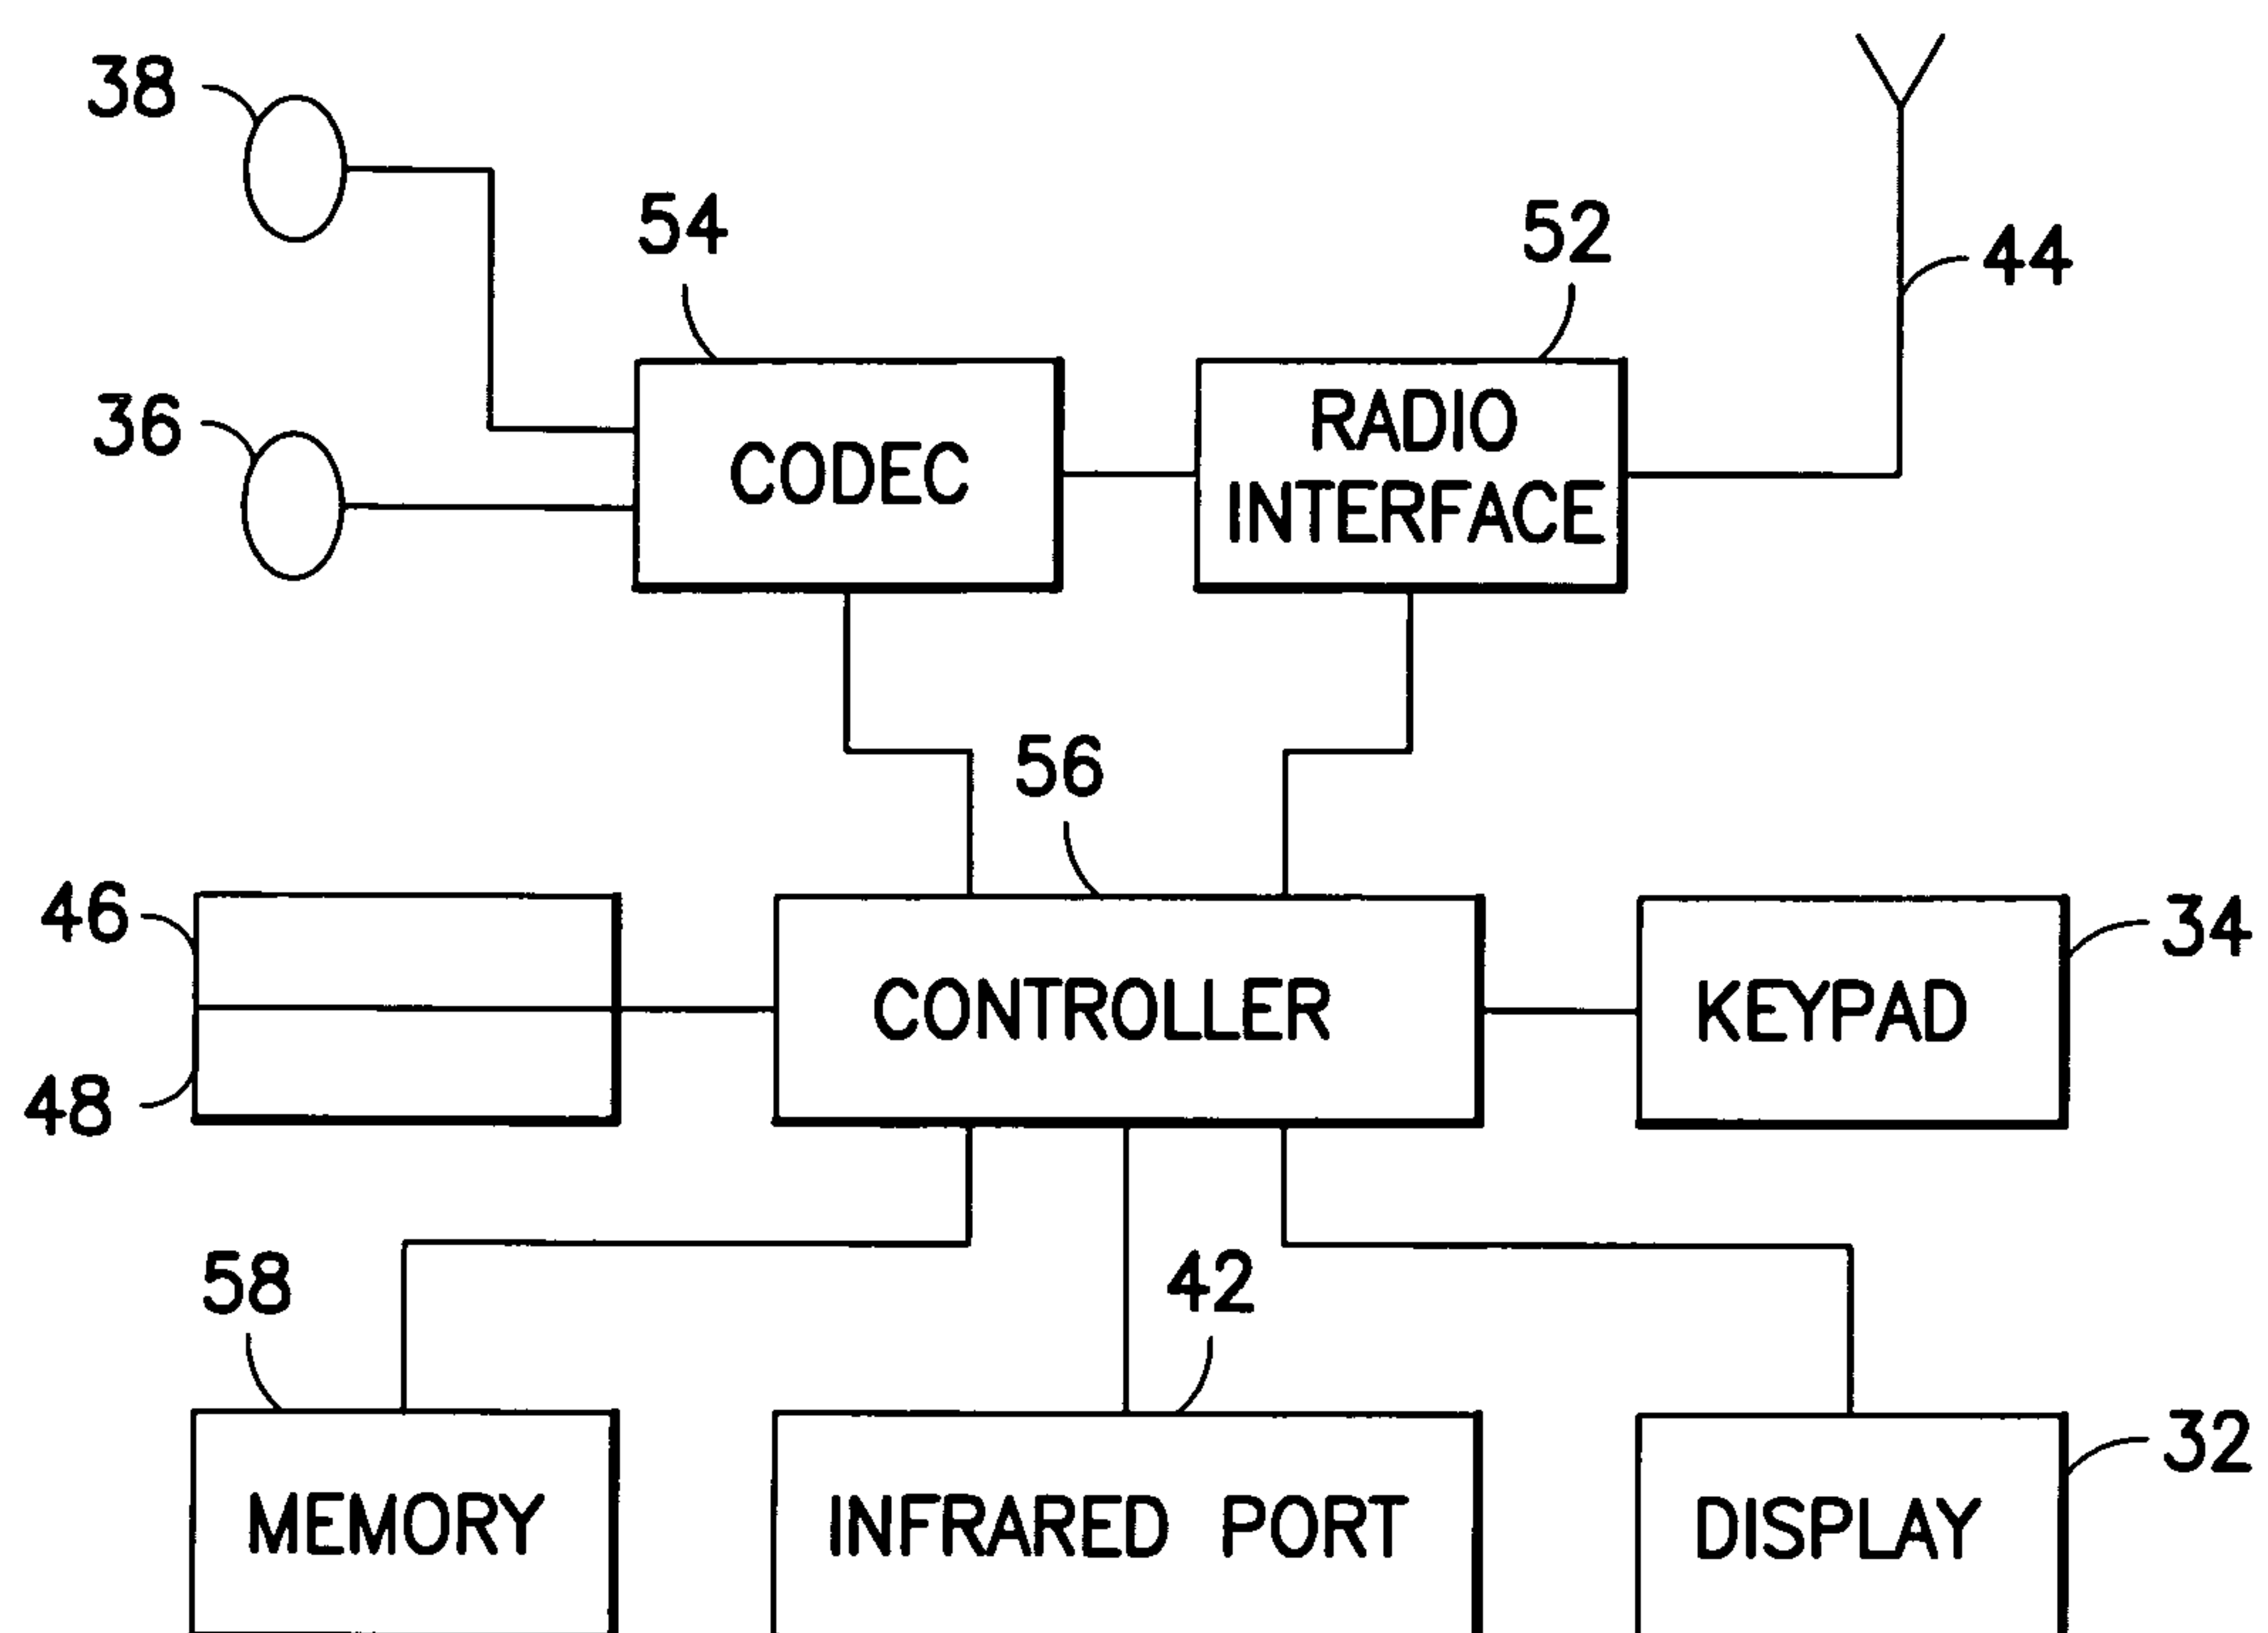 38
54
52
44
36
CODEC
RADIO
INTERFACE
56
46
48
CONTROLLER
KEYPAD
34
58
42
32
MEMORY
INFRARED PORT
DISPLAY